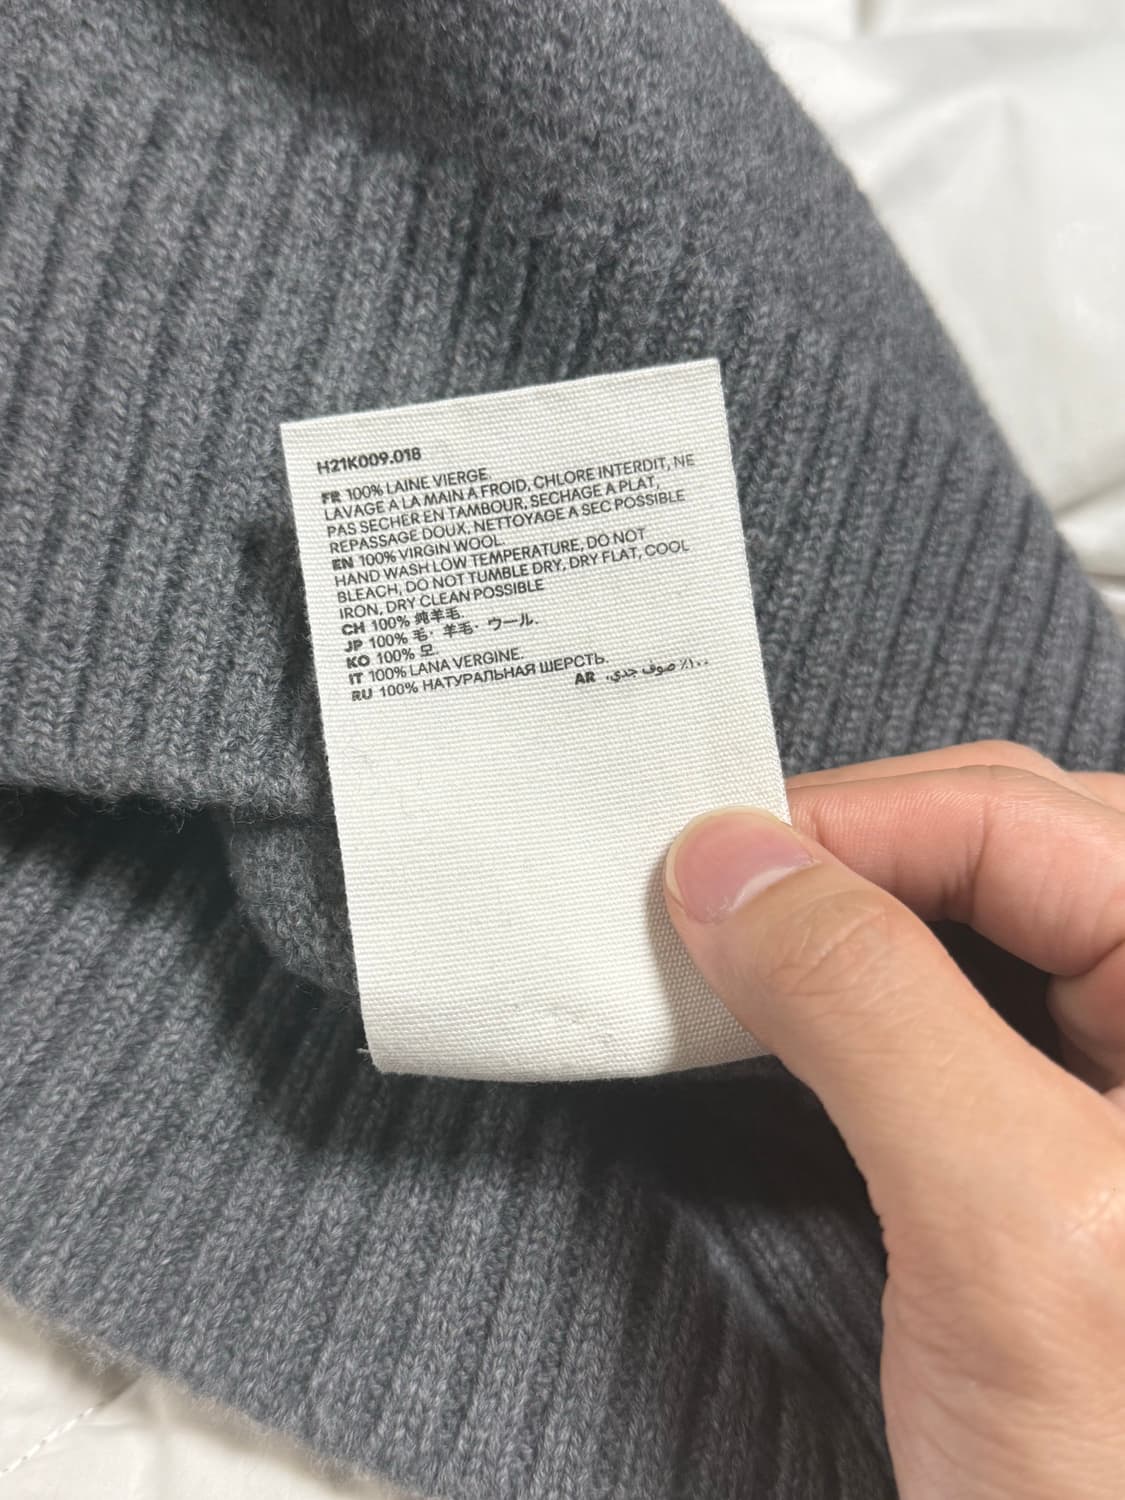 H21K009.018
FR 100% LAINE VIERGE.
LAVAGE A LA MAIN A FROID, CHLORE INTERDIT, NE
PAS SECHER EN TAMBOUR, SECHAGE A PLAT,
REPASSAGE DOUX, NETTOYAGE A SEC POSSIBLE
EN 100% VIRGIN WOOL.
HAND WASH LOW TEMPERATURE, DO NOT
BLEACH, DO NOT TUMBLE DRY, DRY FLAT, COOL
IRON, DRY CLEAN POSSIBLE
CH 100% 纯羊毛.
JP 100% 毛・羊毛・ウール.
KO 100% 모.
IT 100% LANA VERGINE.
RU 100% НАТУРАЛЬНАЯ ШЕРСТЬ.
AR ١٠٠٪ صوف جدي.